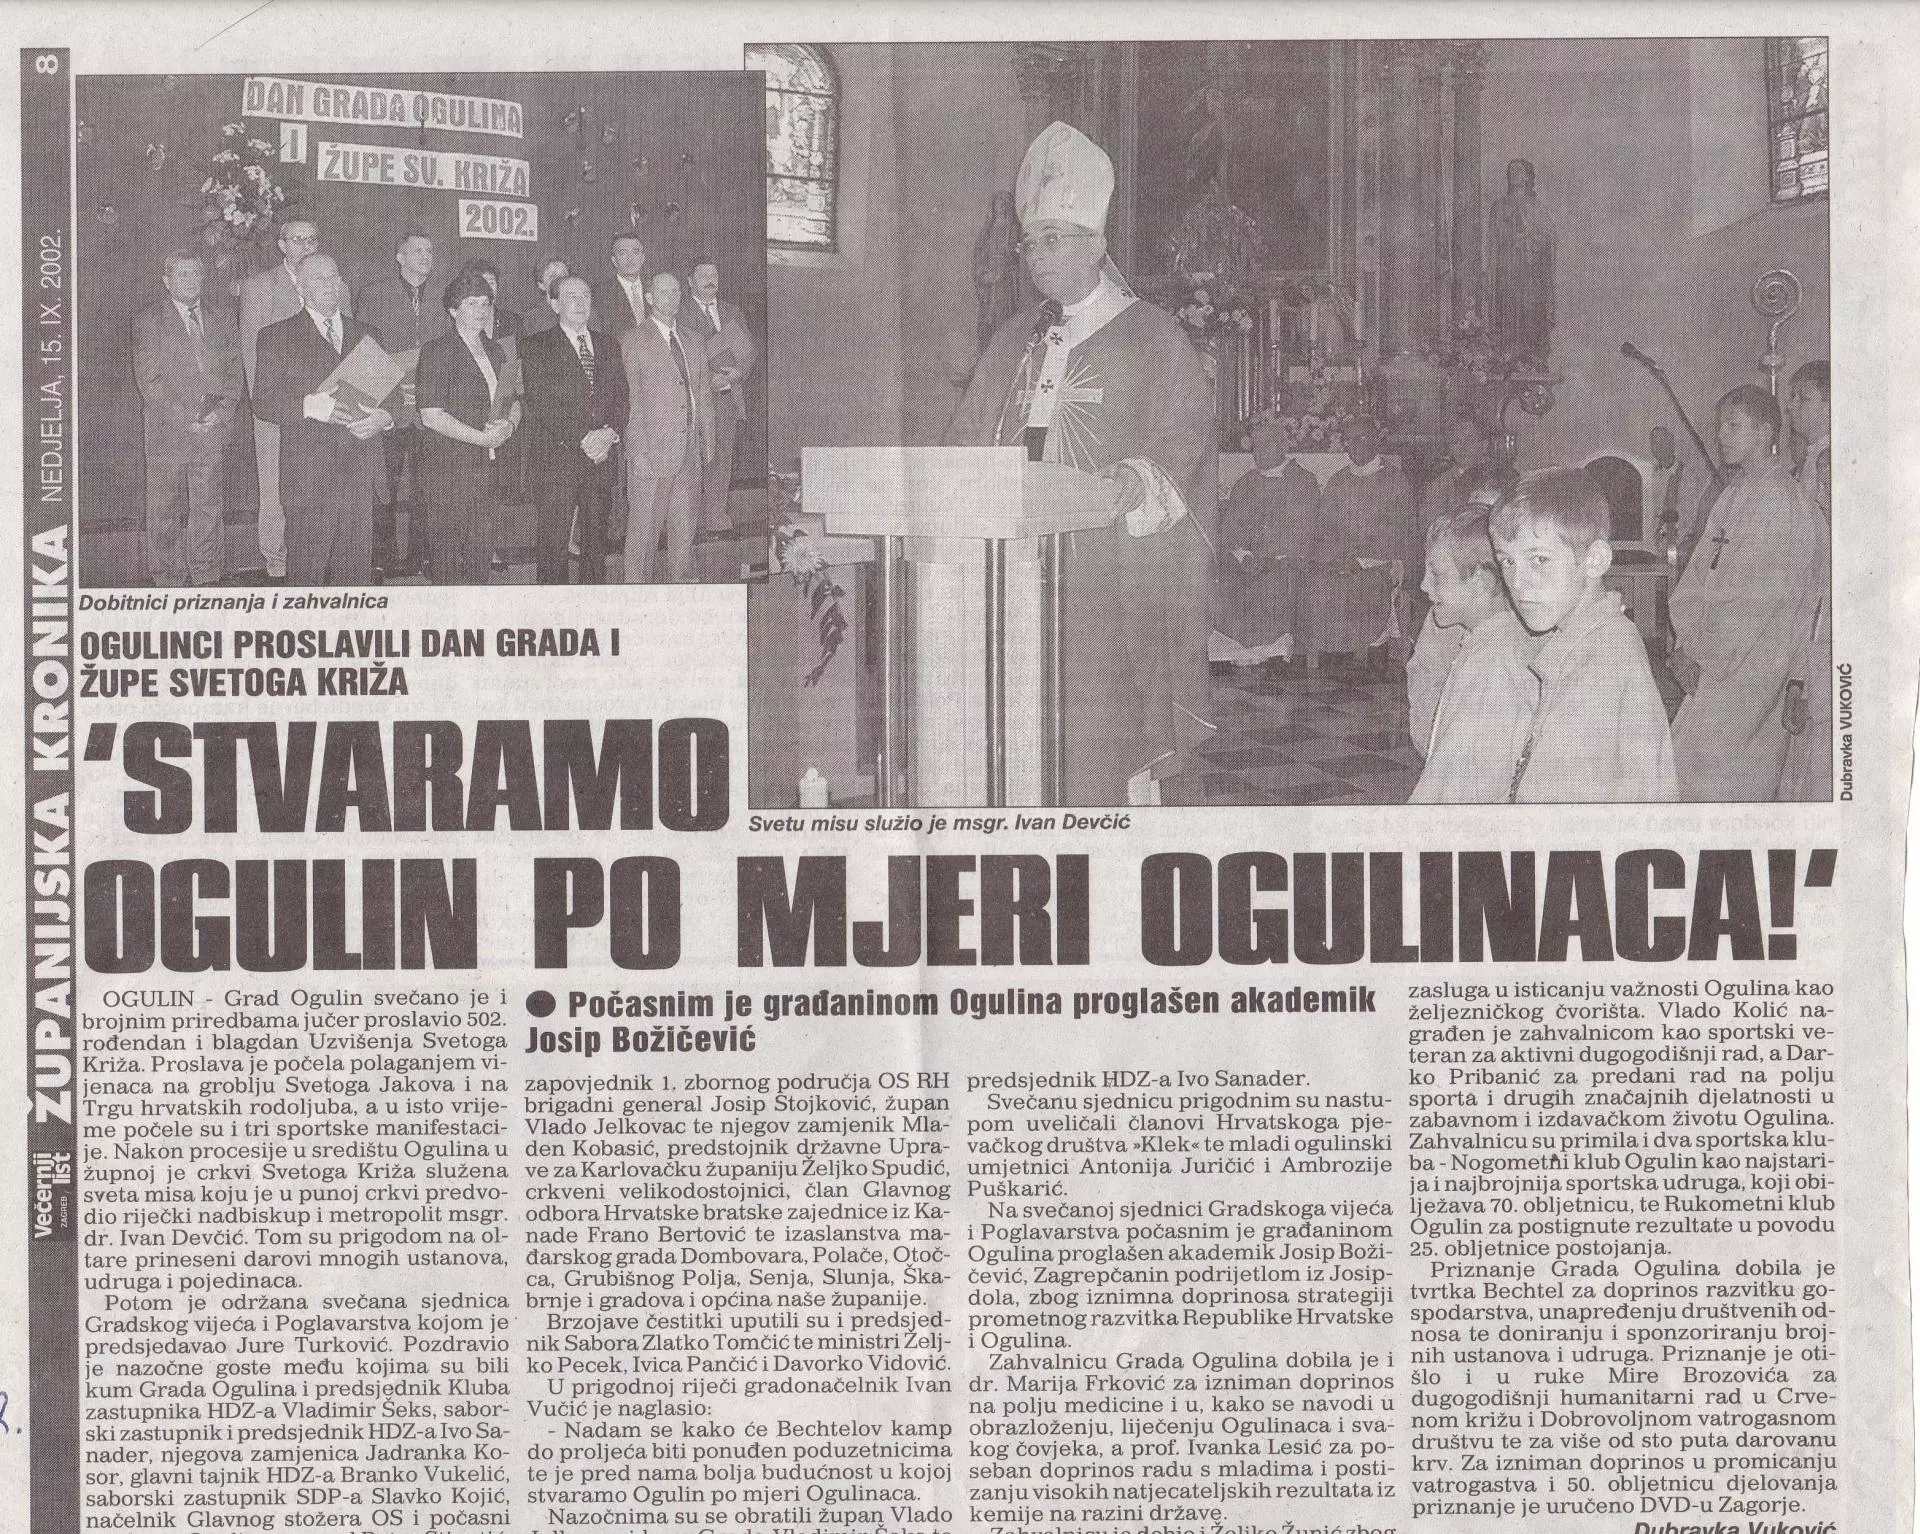 8
NEDJELJA, 15. IX. 2002.
ŽUPANIJSKA KRONIKA
Večernji
list
ZAGREB
DAN GRADA OGULINA
I
ŽUPE SV. KRIŽA
2002.
Dobitnici priznanja i zahvalnica
Dubravka VUKOVIĆ
Svetu misu služio je msgr. Ivan Devčić
OGULINCI PROSLAVILI DAN GRADA I
ŽUPE SVETOGA KRIŽA
'STVARAMO
OGULIN PO MJERI OGULINACA!'
● Počasnim je građaninom Ogulina proglašen akademik
Josip Božičević
OGULIN - Grad Ogulin svečano je i
brojnim priredbama jučer proslavio 502.
rođendan i blagdan Uzvišenja Svetoga
Križa. Proslava je počela polaganjem vi-
jenaca na groblju Svetoga Jakova i na
Trgu hrvatskih rodoljuba, a u isto vrije-
me počele su i tri sportske manifestaci-
je. Nakon procesije u središtu Ogulina u
župnoj je crkvi Svetoga Križa služena
sveta misa koju je u punoj crkvi predvo-
dio riječki nadbiskup i metropolit msgr.
dr. Ivan Devčić. Tom su prigodom na ol-
tare prineseni darovi mnogih ustanova,
udruga i pojedinaca.
Potom je održana svečana sjednica
Gradskog vijeća i Poglavarstva kojom je
predsjedavao Jure Turković. Pozdravio
je nazočne goste među kojima su bili
kum Grada Ogulina i predsjednik Kluba
zastupnika HDZ-a Vladimir Šeks, sabor-
ski zastupnik i predsjednik HDZ-a Ivo Sa-
nader, njegova zamjenica Jadranka Ko-
sor, glavni tajnik HDZ-a Branko Vukelić,
saborski zastupnik SDP-a Slavko Kojić,
načelnik Glavnog stožera OS i počasni
zapovjednik 1. zbornog područja OS RH
brigadni general Josip Stojković, župan
Vlado Jelkovac te njegov zamjenik Mla-
den Kobasić, predstojnik državne Upra-
ve za Karlovačku županiju Željko Spudić,
crkveni velikodostojnici, član Glavnog
odbora Hrvatske bratske zajednice iz Ka-
nade Frano Bertović te izaslanstva ma-
đarskog grada Dombovara, Polače, Otoč-
ca, Grubišnog Polja, Senja, Slunja, Ška-
brnje i gradova i općina naše županije.
Brzojave čestitki uputili su i predsjed-
nik Sabora Zlatko Tomčić te ministri Želj-
ko Pecek, Ivica Pančić i Davorko Vidović.
U prigodnoj riječi gradonačelnik Ivan
Vučić je naglasio:
- Nadam se kako će Bechtelov kamp
do proljeća biti ponuđen poduzetnicima
te je pred nama bolja budućnost u kojoj
stvaramo Ogulin po mjeri Ogulinaca.
Nazočnima su se obratili župan Vlado
predsjednik HDZ-a Ivo Sanader.
Svečanu sjednicu prigodnim su nastu-
pom uveličali članovi Hrvatskoga pje-
vačkog društva »Klek« te mladi ogulinski
umjetnici Antonija Juričić i Ambrozije
Puškarić.
Na svečanoj sjednici Gradskoga vijeća
i Poglavarstva počasnim je građaninom
Ogulina proglašen akademik Josip Boži-
čević, Zagrepčanin podrijetlom iz Josip-
dola, zbog iznimna doprinosa strategiji
prometnog razvitka Republike Hrvatske
i Ogulina.
Zahvalnicu Grada Ogulina dobila je i
dr. Marija Frković za izniman doprinos
na polju medicine i u, kako se navodi u
obrazloženju, liječenju Ogulinaca i sva-
kog čovjeka, a prof. Ivanka Lesić za po-
seban doprinos radu s mladima i posti-
zanju visokih natjecateljskih rezultata iz
kemije na razini države.
Zahvalnicu je dobio i Željko Žunić zbog
zasluga u isticanju važnosti Ogulina kao
željezničkog čvorišta. Vlado Kolić na-
građen je zahvalnicom kao sportski ve-
teran za aktivni dugogodišnji rad, a Dar-
ko Pribanić za predani rad na polju
sporta i drugih značajnih djelatnosti u
zabavnom i izdavačkom životu Ogulina.
Zahvalnicu su primila i dva sportska klu-
ba - Nogometni klub Ogulin kao najstari-
ja i najbrojnija sportska udruga, koji obi-
lježava 70. obljetnicu, te Rukometni klub
Ogulin za postignute rezultate u povodu
25. obljetnice postojanja.
Priznanje Grada Ogulina dobila je
tvrtka Bechtel za doprinos razvitku go-
spodarstva, unapređenju društvenih od-
nosa te doniranju i sponzoriranju broj-
nih ustanova i udruga. Priznanje je oti-
šlo i u ruke Mire Brozovića za
dugogodišnji humanitarni rad u Crve-
nom križu i Dobrovoljnom vatrogasnom
društvu te za više od sto puta darovanu
krv. Za izniman doprinos u promicanju
vatrogastva i 50. obljetnicu djelovanja
priznanje je uručeno DVD-u Zagorje.
Dubravka Vuković